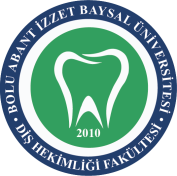 • BOLU ABANT İZZET BAYSAL ÜNİVERSİTESİ •
DİŞ HEKİMLİĞİ FAKÜLTESİ
2010